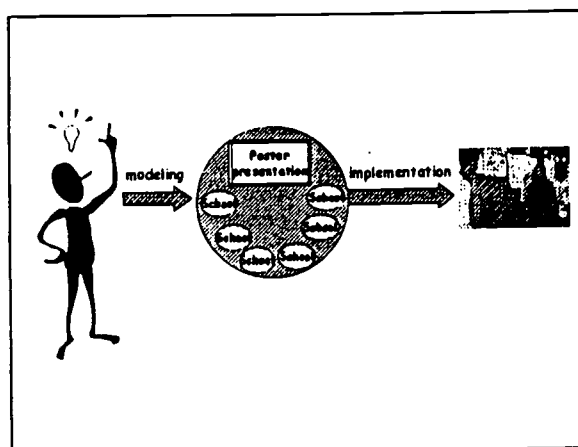 modeling
Poster
presentation
implementation
School
School
School
School
School
School